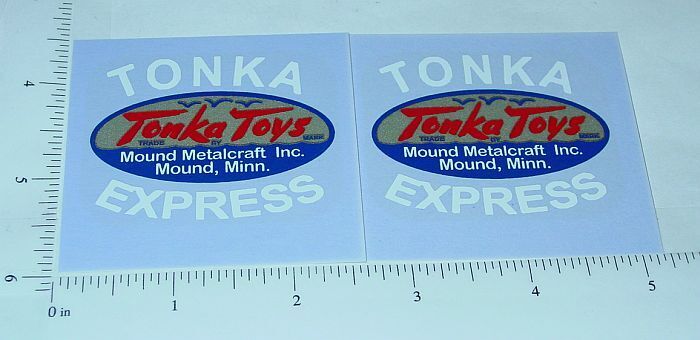 TONKA
Tonka Toys
TRADE BY MARK
Mound Metalcraft Inc.
Mound, Minn.
EXPRESS
TONKA
Tonka Toys
TRADE BY MARK
Mound Metalcraft Inc.
Mound, Minn.
EXPRESS
4
5
6
0 in
1
2
3
4
5